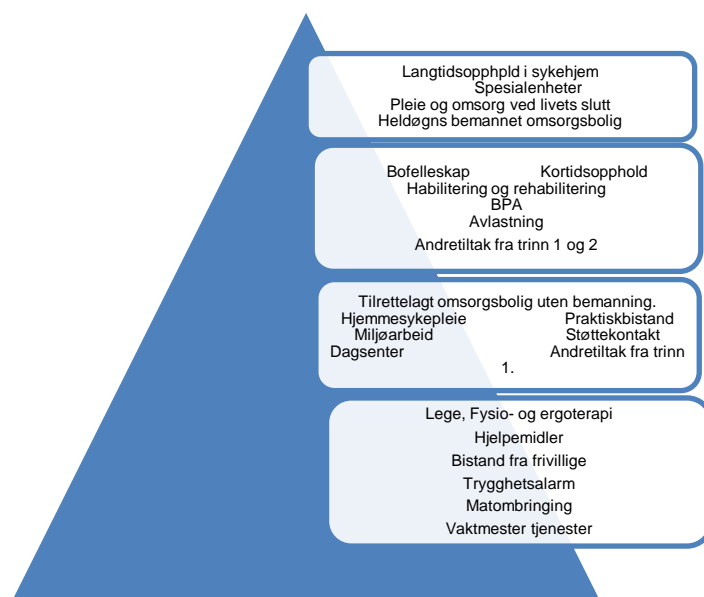 Langtidsopphpld i sykehjem
Spesialenheter
Pleie og omsorg ved livets slutt
Heldøgns bemannet omsorgsbolig
Bofelleskap Kortidsopphold
Habilitering og rehabilitering
BPA
Avlastning
Andretiltak fra trinn 1 og 2
Tilrettelagt omsorgsbolig uten bemanning.
Hjemmesykepleie Praktiskbistand
Miljøarbeid Støttekontakt
Dagsenter Andretiltak fra trinn
1.
Lege, Fysio- og ergoterapi
Hjelpemidler
Bistand fra frivillige
Trygghetsalarm
Matombringing
Vaktmester tjenester